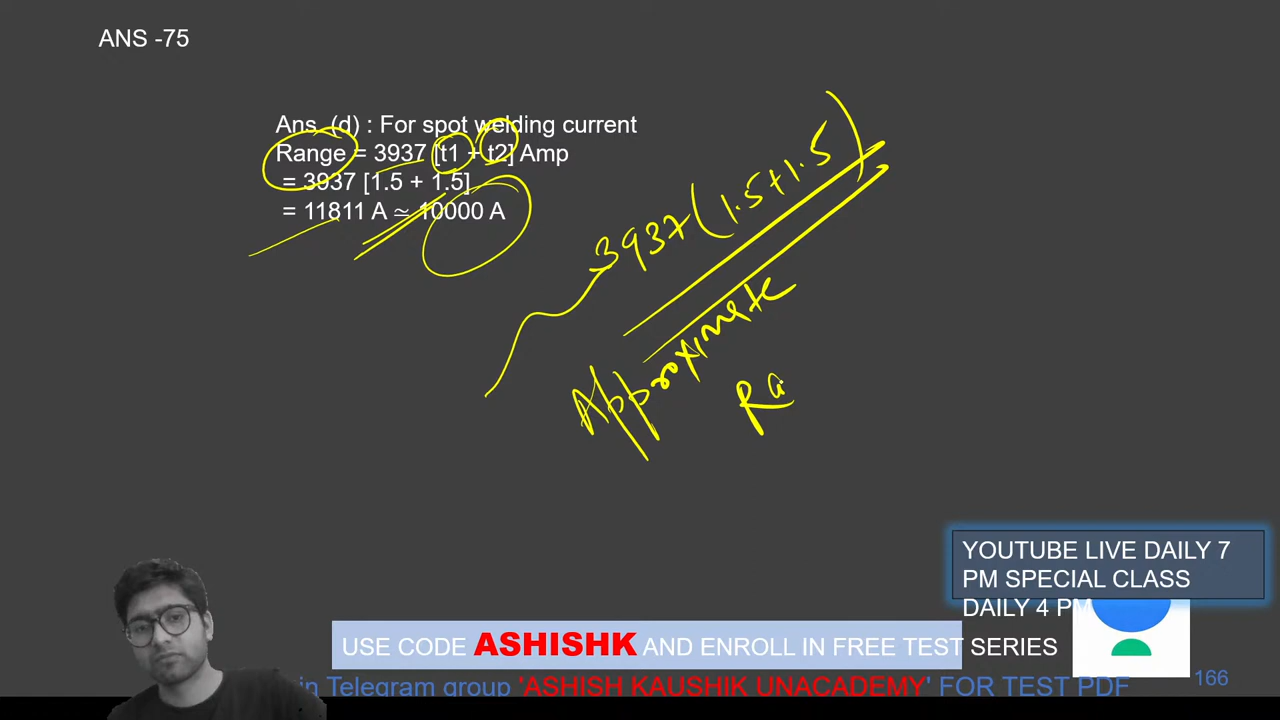 ANS -75
Ans. (d) : For spot welding current
Range = 3937 [t1 + t2] Amp
= 3937 [1.5 + 1.5]
= 11811 A ≃ 10000 A
3937(1.5+1.5)
Approximate
Ra
YOUTUBE LIVE DAILY 7
PM SPECIAL CLASS
DAILY 4 PM
USE CODE ASHISHK AND ENROLL IN FREE TEST SERIES
in Telegram group 'ASHISH KAUSHIK UNACADEMY' FOR TEST PDF
166